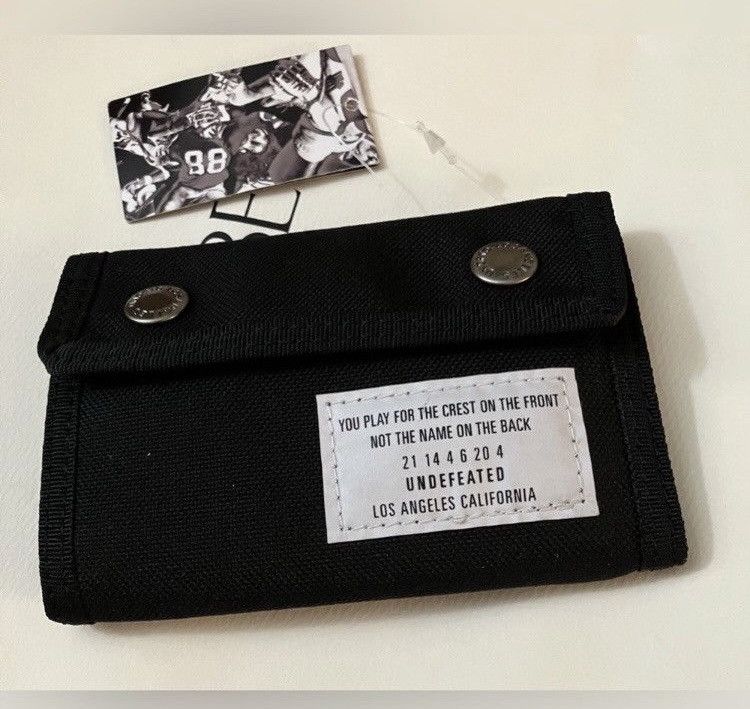 88
YOU PLAY FOR THE CREST ON THE FRONT
NOT THE NAME ON THE BACK
21 14 4 6 20 4
UNDEFEATED
LOS ANGELES CALIFORNIA